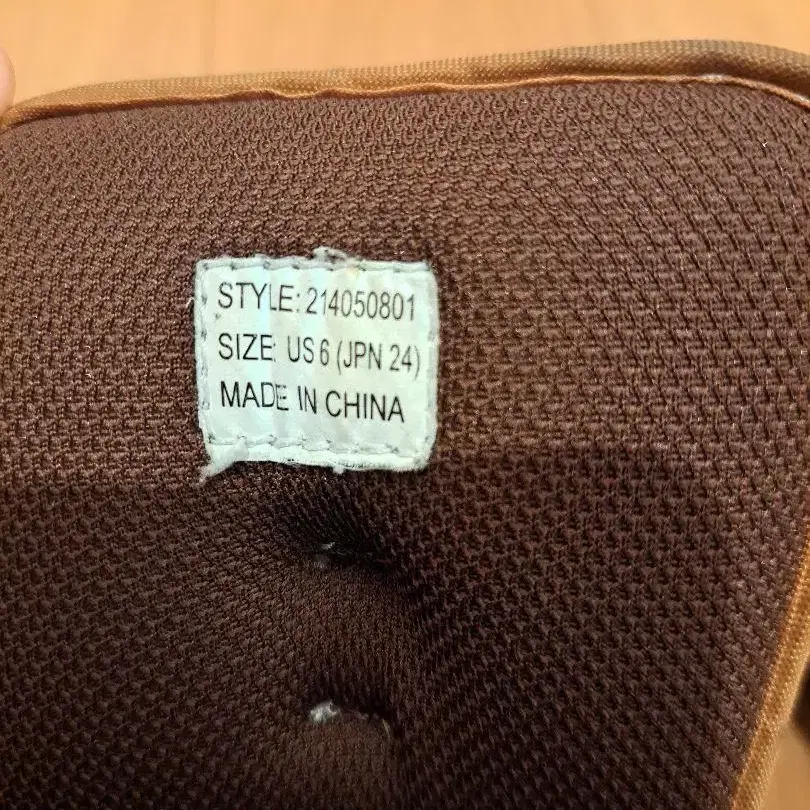 STYLE: 214050801
SIZE: US 6 (JPN 24)
MADE IN CHINA